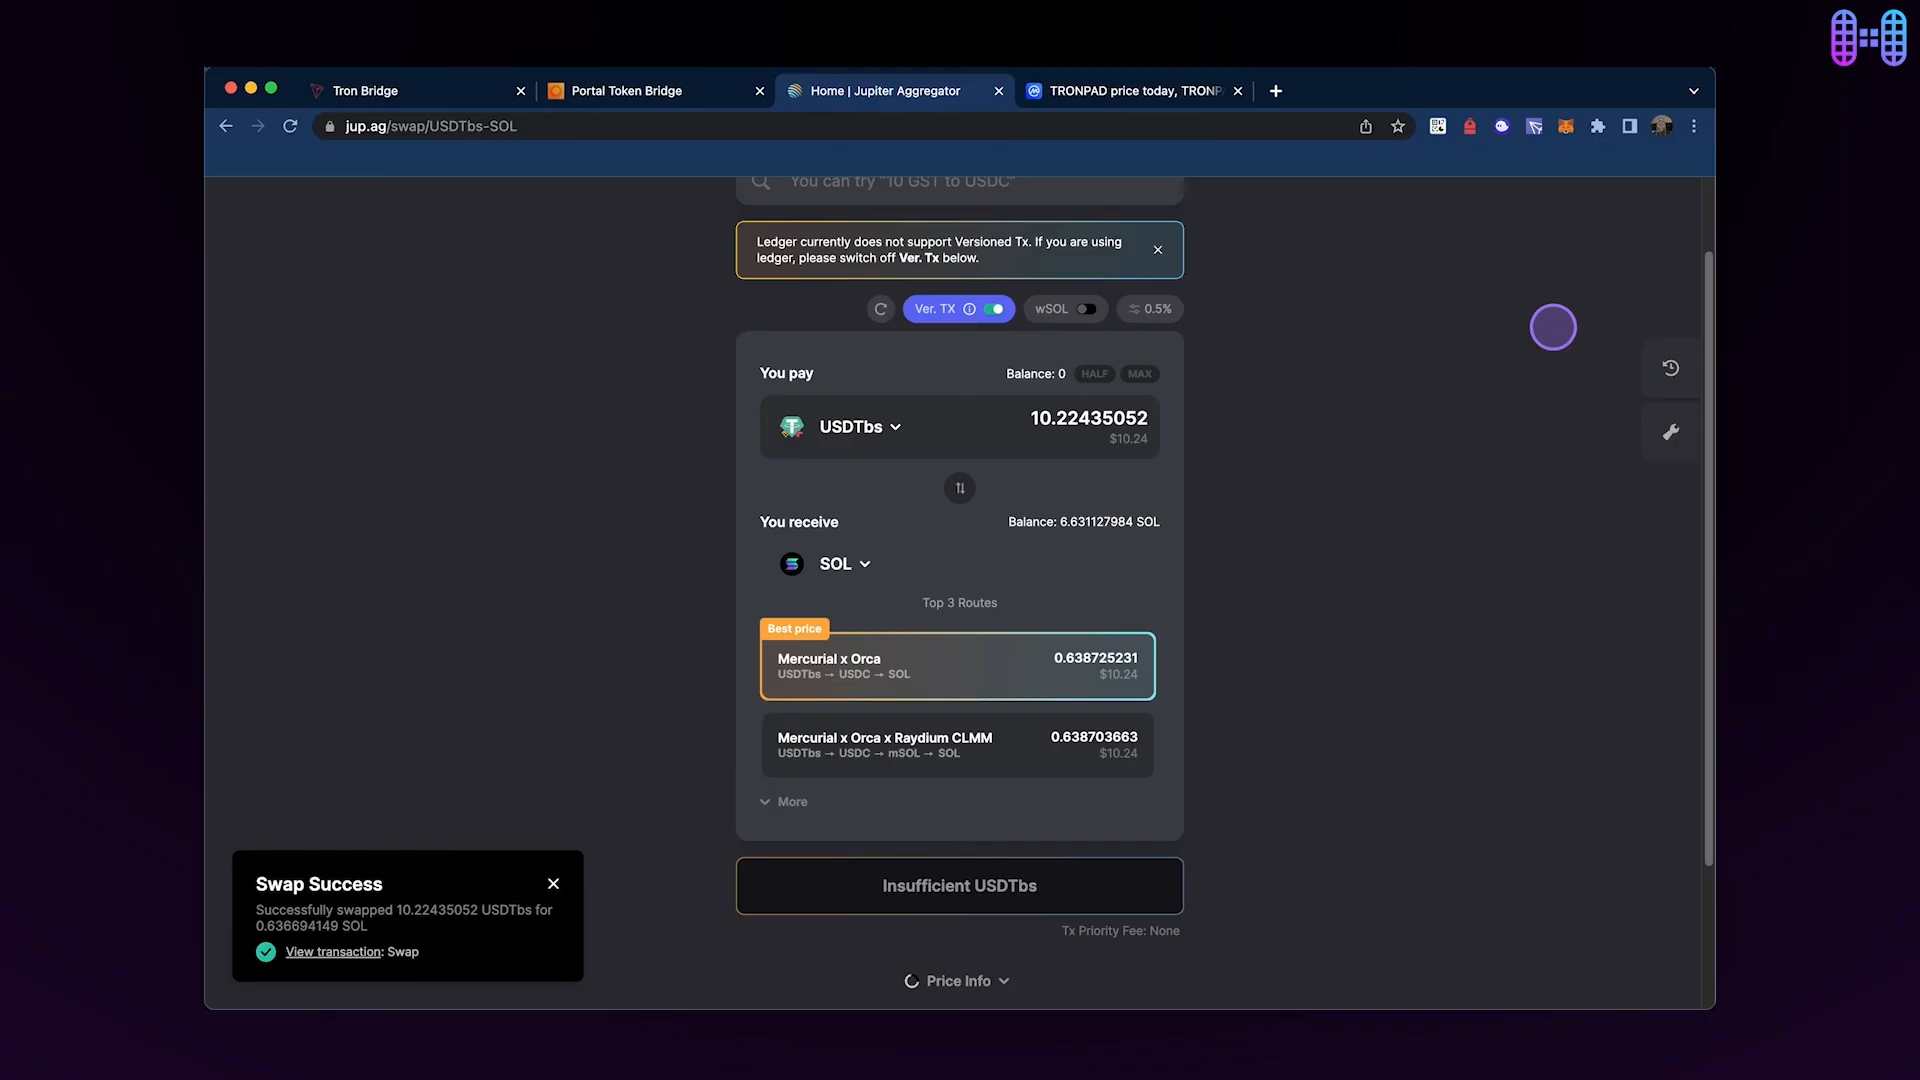 Tron Bridge
Portal Token Bridge
Home | Jupiter Aggregator
TRONPAD price today, TRONP
jup.ag/swap/USDTbs-SOL
You can try "10 GST to USDC"
Ledger currently does not support Versioned Tx. If you are using
ledger, please switch off Ver. Tx below.
Ver. TX
wSOL
0.5%
You pay
Balance: 0
HALF
MAX
USDTbs
10.22435052
$10.24
You receive
Balance: 6.631127984 SOL
SOL
Top 3 Routes
Best price
Mercurial x Orca
0.638725231
USDTbs → USDC → SOL
$10.24
Mercurial x Orca x Raydium CLMM
0.638703663
USDTbs → USDC → mSOL → SOL
$10.24
More
Insufficient USDTbs
Tx Priority Fee: None
Price Info
Swap Success
Successfully swapped 10.22435052 USDTbs for
0.636694149 SOL
View transaction: Swap